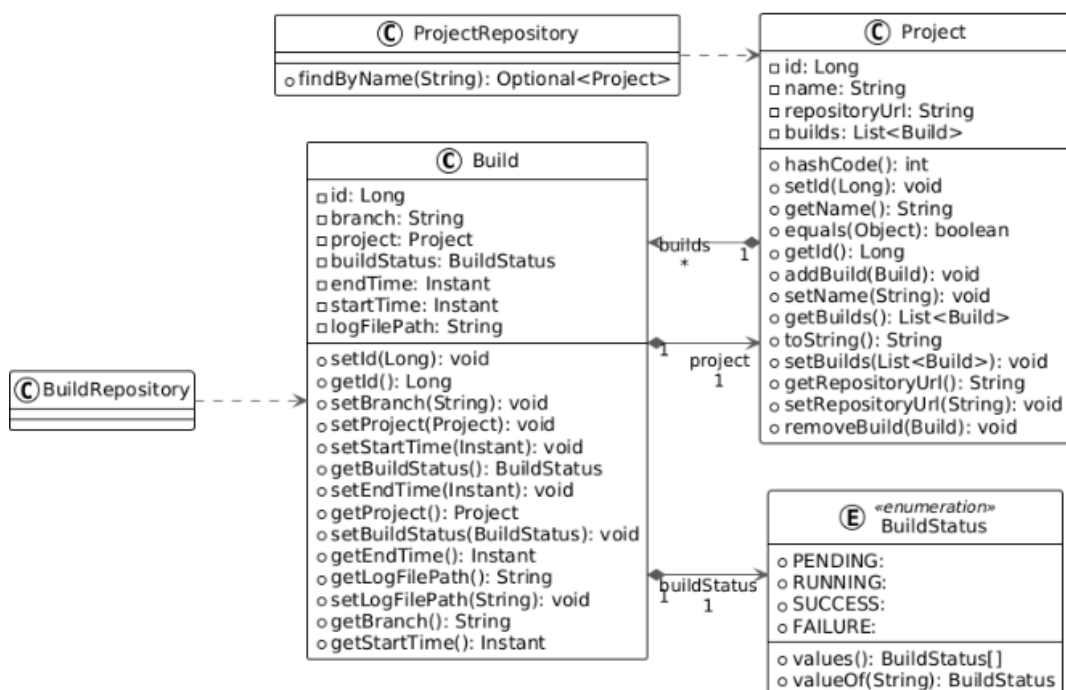 C ProjectRepository
findByName(String): Optional<Project>
C Project
id: Long
name: String
repositoryUrl: String
builds: List<Build>
hashCode(): int
setId(Long): void
getName(): String
equals(Object): boolean
getId(): Long
addBuild(Build): void
setName(String): void
getBuilds(): List<Build>
toString(): String
setBuilds(List<Build>): void
getRepositoryUrl(): String
setRepositoryUrl(String): void
removeBuild(Build): void
C Build
id: Long
branch: String
project: Project
buildStatus: BuildStatus
endTime: Instant
startTime: Instant
logFilePath: String
setId(Long): void
getId(): Long
setBranch(String): void
setProject(Project): void
setStartTime(Instant): void
getBuildStatus(): BuildStatus
setEndTime(Instant): void
getProject(): Project
setBuildStatus(BuildStatus): void
getEndTime(): Instant
getLogFilePath(): String
setLogFilePath(String): void
getBranch(): String
getStartTime(): Instant
builds
*
1
1
project
1
1
buildStatus
1
C BuildRepository
E «enumeration»
BuildStatus
PENDING:
RUNNING:
SUCCESS:
FAILURE:
values(): BuildStatus[]
valueOf(String): BuildStatus